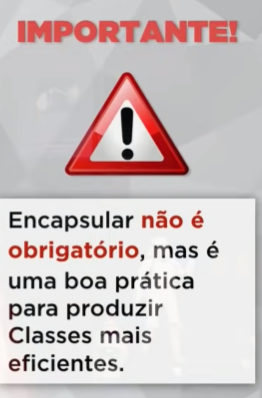 IMPORTANTE!
Encapsular não é
obrigatório, mas é
uma boa prática
para produzir
Classes mais
eficientes.